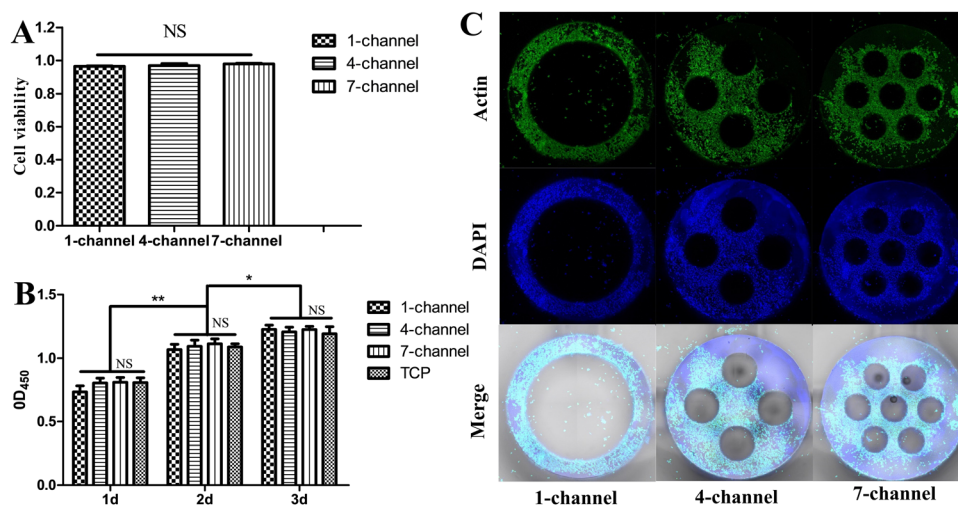 A
NS
1-channel
4-channel
7-channel
Cell viability
1.2
1.0
0.8
0.6
0.4
0.2
0.0
1-channel 4-channel 7-channel
B
**
*
NS
NS
NS
1-channel
4-channel
7-channel
TCP
0D450
1.5
1.0
0.5
0.0
1d 2d 3d
C
Actin
DAPI
Merge
1-channel 4-channel 7-channel